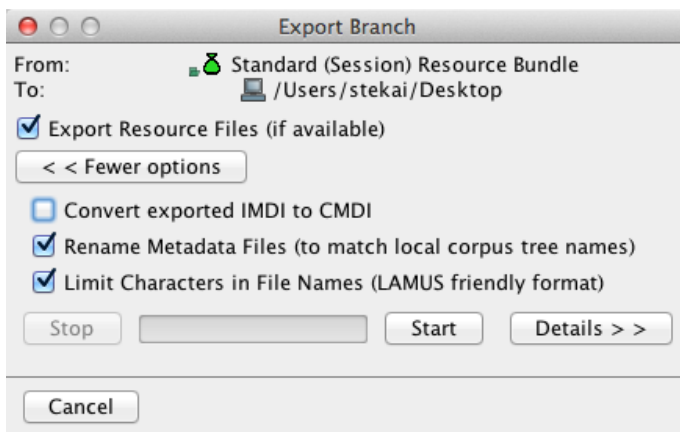 Export Branch
From: Standard (Session) Resource Bundle
To: /Users/stekai/Desktop
Export Resource Files (if available)
< < Fewer options
Convert exported IMDI to CMDI
Rename Metadata Files (to match local corpus tree names)
Limit Characters in File Names (LAMUS friendly format)
Stop Start Details > >
Cancel